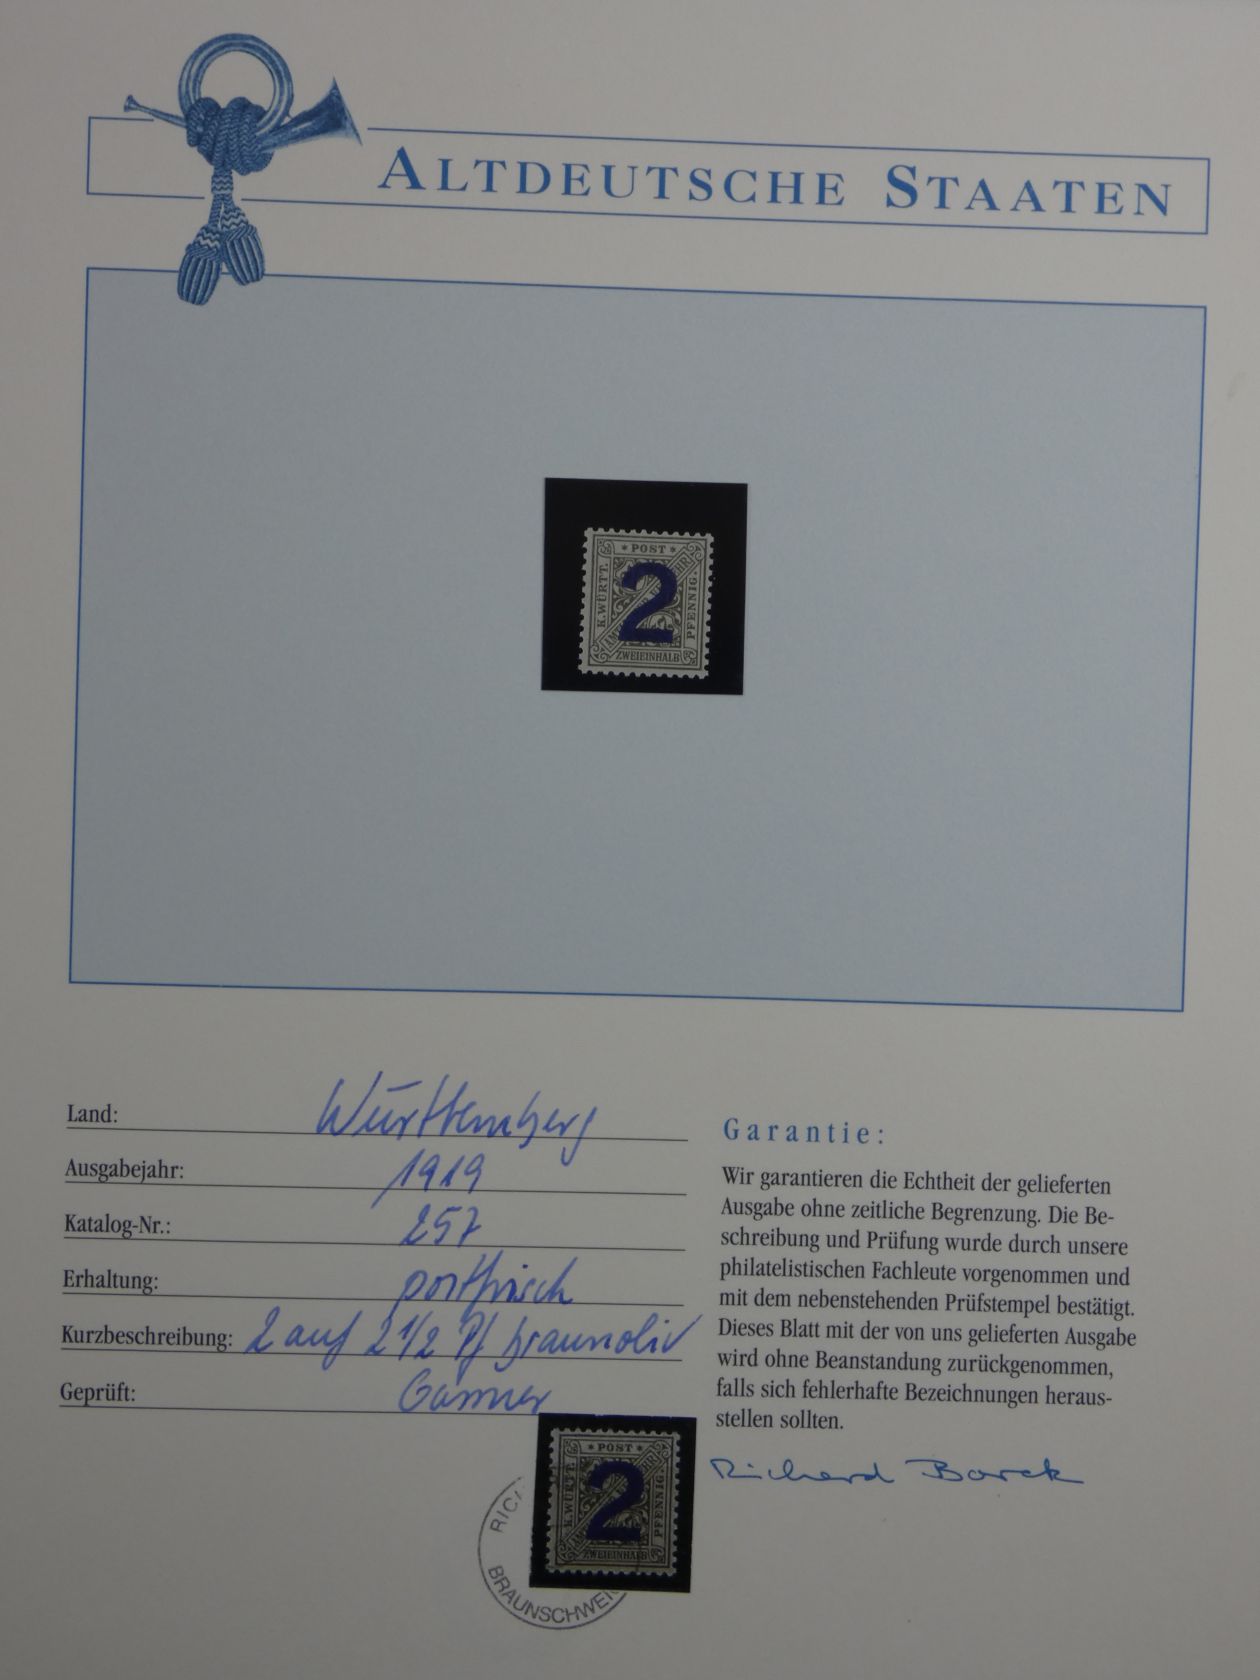 ALTDEUTSCHE STAATEN
* POST *
K. WÜRTT.
2
PFENNIG.
ZWEIEINHALB
Land: Württemberg
Ausgabejahr: 1919
Katalog-Nr.: 257
Erhaltung: postfrisch
Kurzbeschreibung: 2 auf 2 1/2 Pf braunoliv
Geprüft:
Garantie:
Wir garantieren die Echtheit der gelieferten
Ausgabe ohne zeitliche Begrenzung. Die Be-
schreibung und Prüfung wurde durch unsere
philatelistischen Fachleute vorgenommen und
mit dem nebenstehenden Prüfstempel bestätigt.
Dieses Blatt mit der von uns gelieferten Ausgabe
wird ohne Beanstandung zurückgenommen,
falls sich fehlerhafte Bezeichnungen heraus-
stellen sollten.
Richard Borek
* POST *
K. WÜRTT.
2
PFENNIG.
ZWEIEINHALB
RIC
BRAUNSCHWEIG